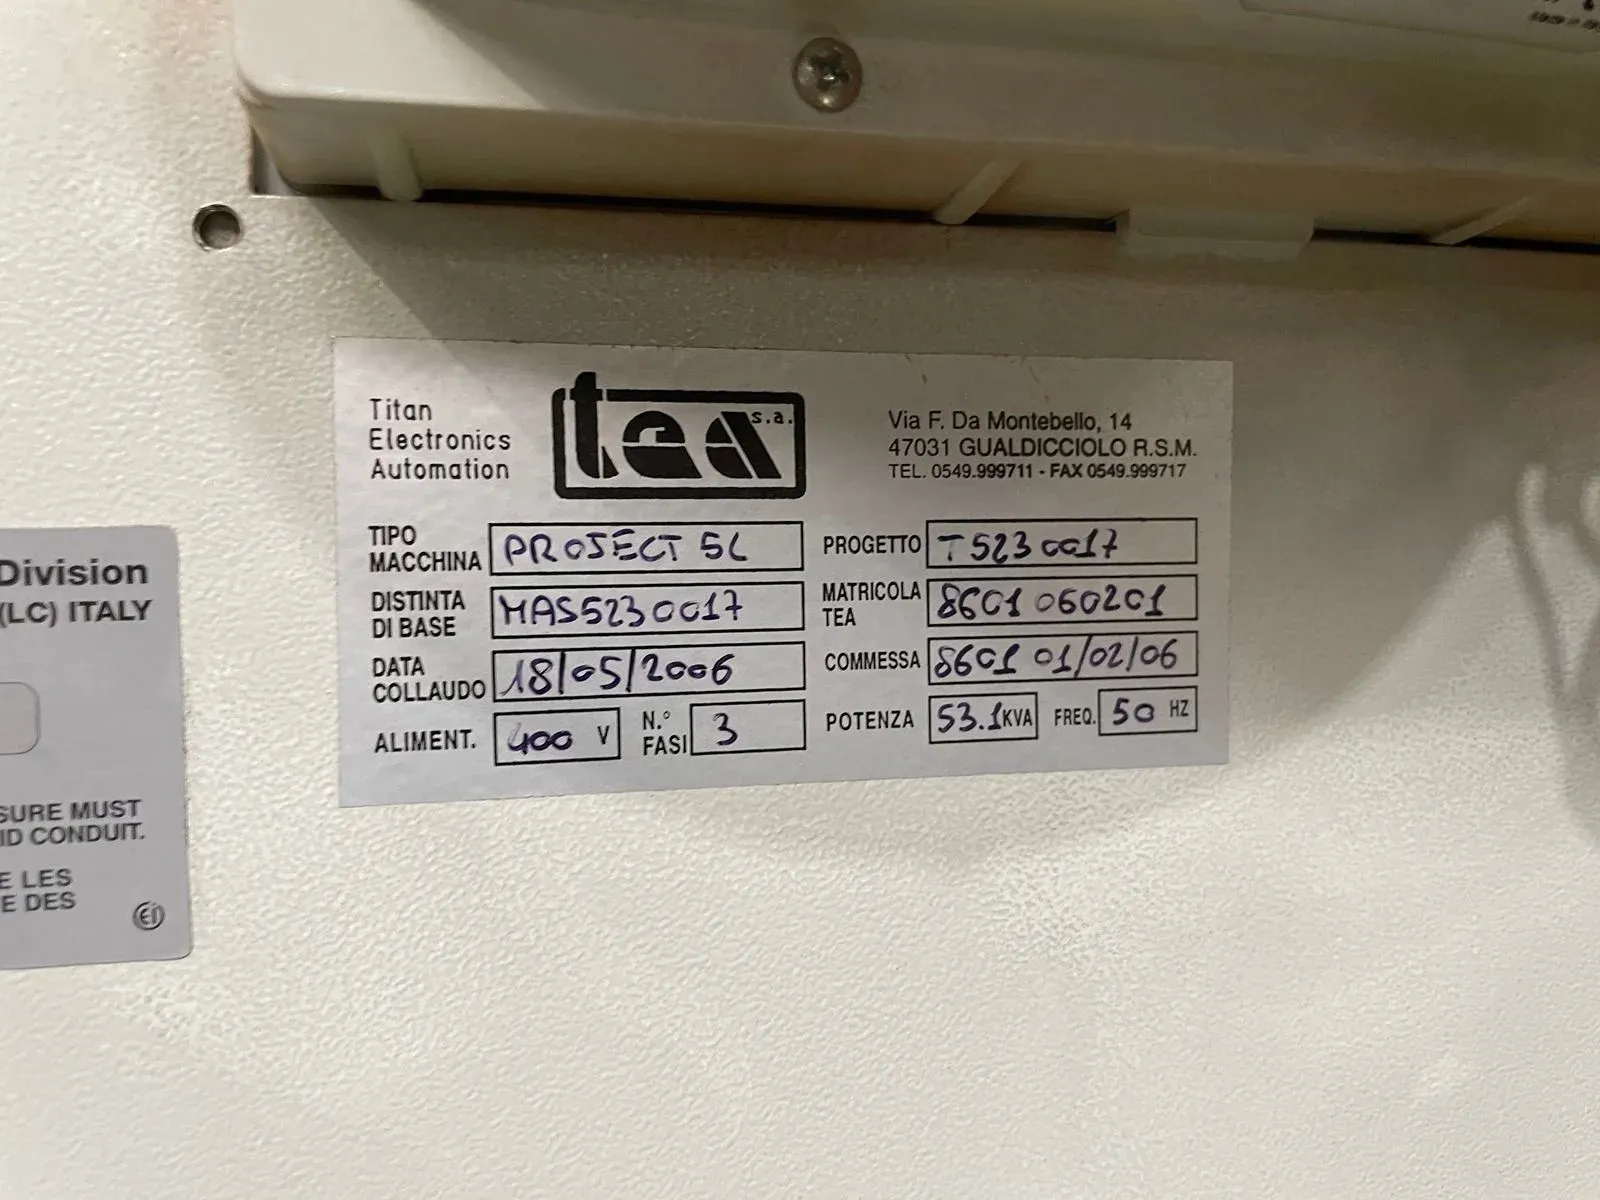 Titan
Electronics
Automation
tea s.a.
Via F. Da Montebello, 14
47031 GUALDICCIOLO R.S.M.
TEL. 0549.999711 - FAX 0549.999717
TIPO MACCHINA PROJECT 5L
PROGETTO T5230017
DISTINTA DI BASE MAS5230017
MATRICOLA TEA 8601 060201
DATA COLLAUDO 18/05/2006
COMMESSA 8601 01/02/06
ALIMENT. 400 V
N.° FASI 3
POTENZA 53.1 KVA
FREQ. 50 HZ
Division
(LC) ITALY
SURE MUST
ID CONDUIT.
E LES
E DES